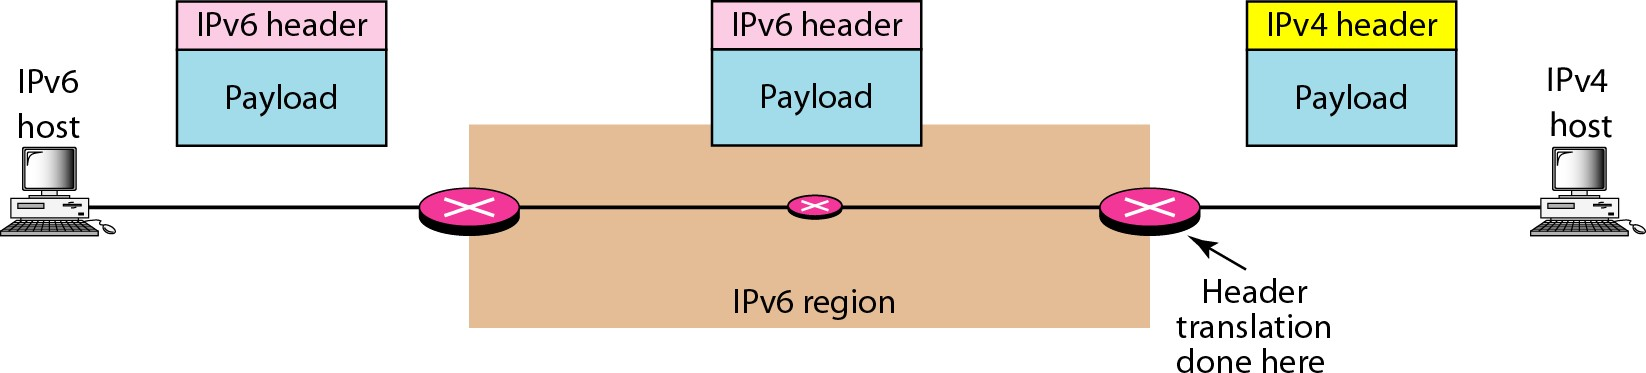 IPv6 header
Payload
IPv6 header
Payload
IPv4 header
Payload
IPv6
host
IPv4
host
IPv6 region
Header
translation
done here